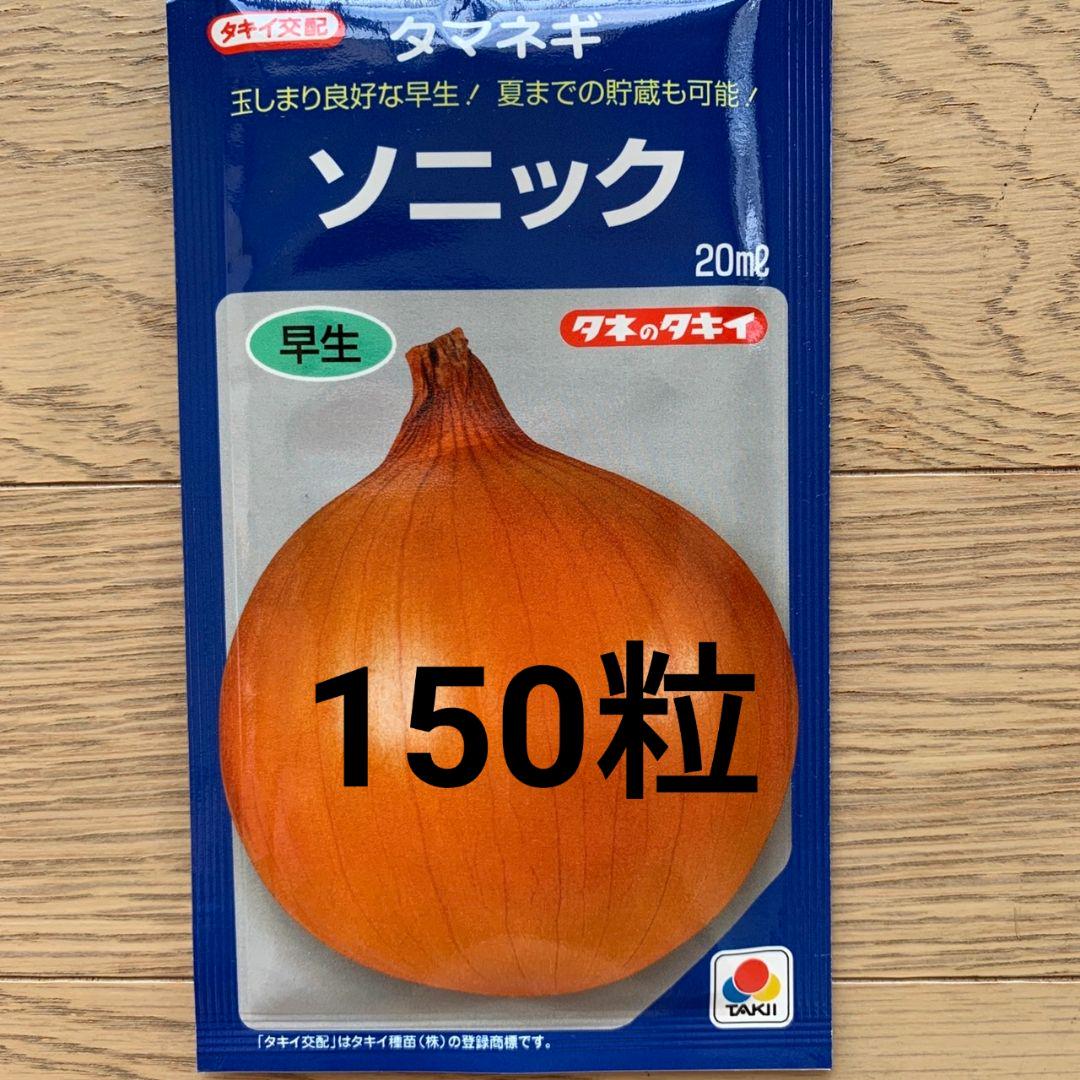 タキイ交配
タマネギ
玉しまり良好な早生！ 夏までの貯蔵も可能！
ソニック
20mℓ
早生
タネのタキイ
150粒
TAKII
「タキイ交配」はタキイ種苗（株）の登録商標です。